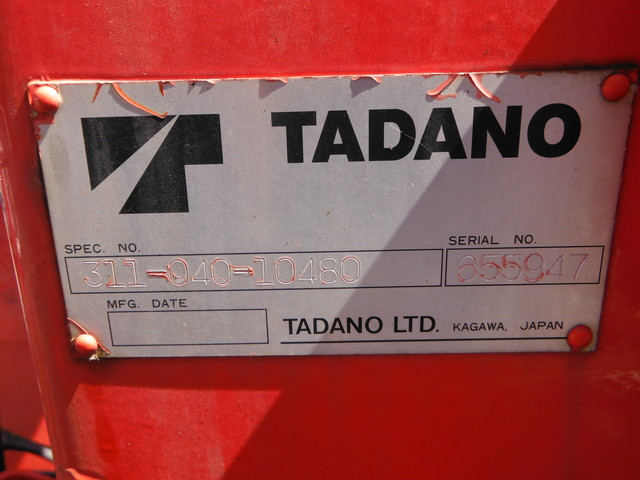 TADANO
SPEC. NO.
311-040-10480
SERIAL NO.
655947
MFG. DATE
TADANO LTD. KAGAWA, JAPAN